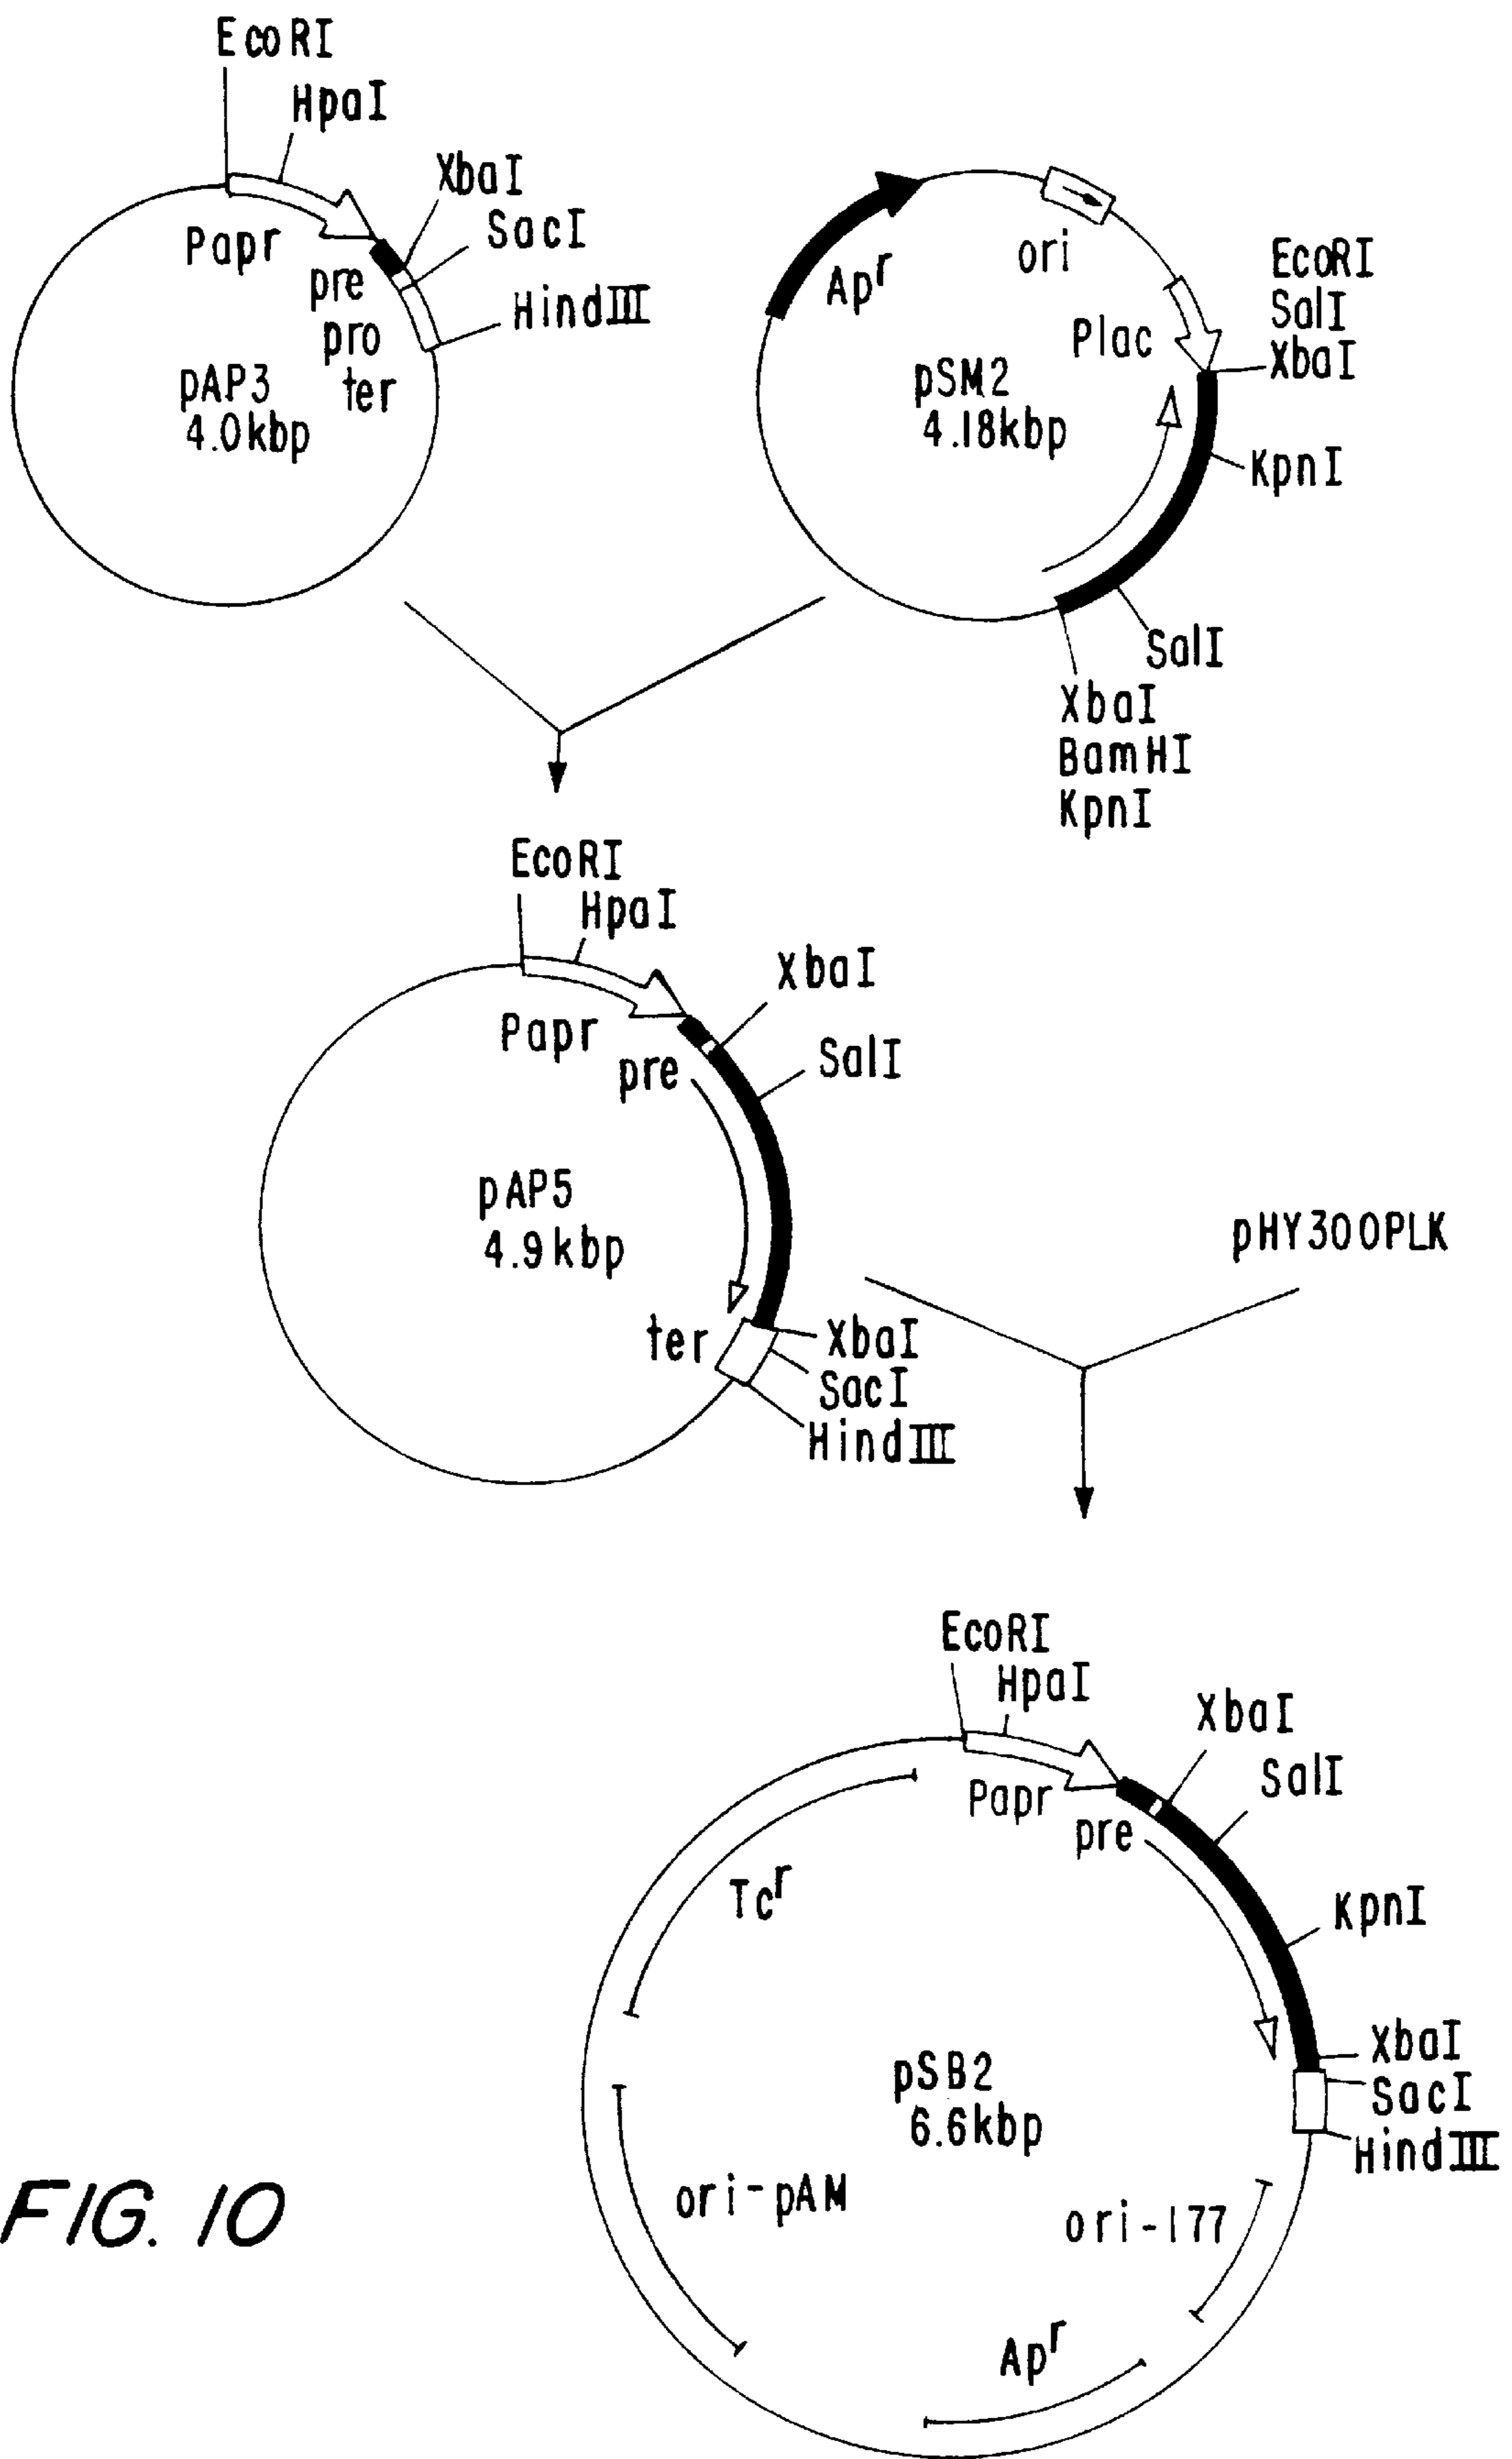 EcoRI
HpaI
XbaI
SacI
HindIII
Papr
pre
pro
ter
pAP3
4.0kbp
Apr
ori
Plac
EcoRI
SalI
XbaI
pSM2
4.18kbp
KpnI
SalI
XbaI
BamHI
KpnI
EcoRI
HpaI
XbaI
SalI
Papr
pre
pAP5
4.9kbp
ter
XbaI
SacI
HindIII
pHY300PLK
EcoRI
HpaI
XbaI
SalI
Papr
pre
KpnI
Tcr
pSB2
6.6kbp
XbaI
SacI
HindIII
ori-pAM
ori-177
Apr
FIG. 10